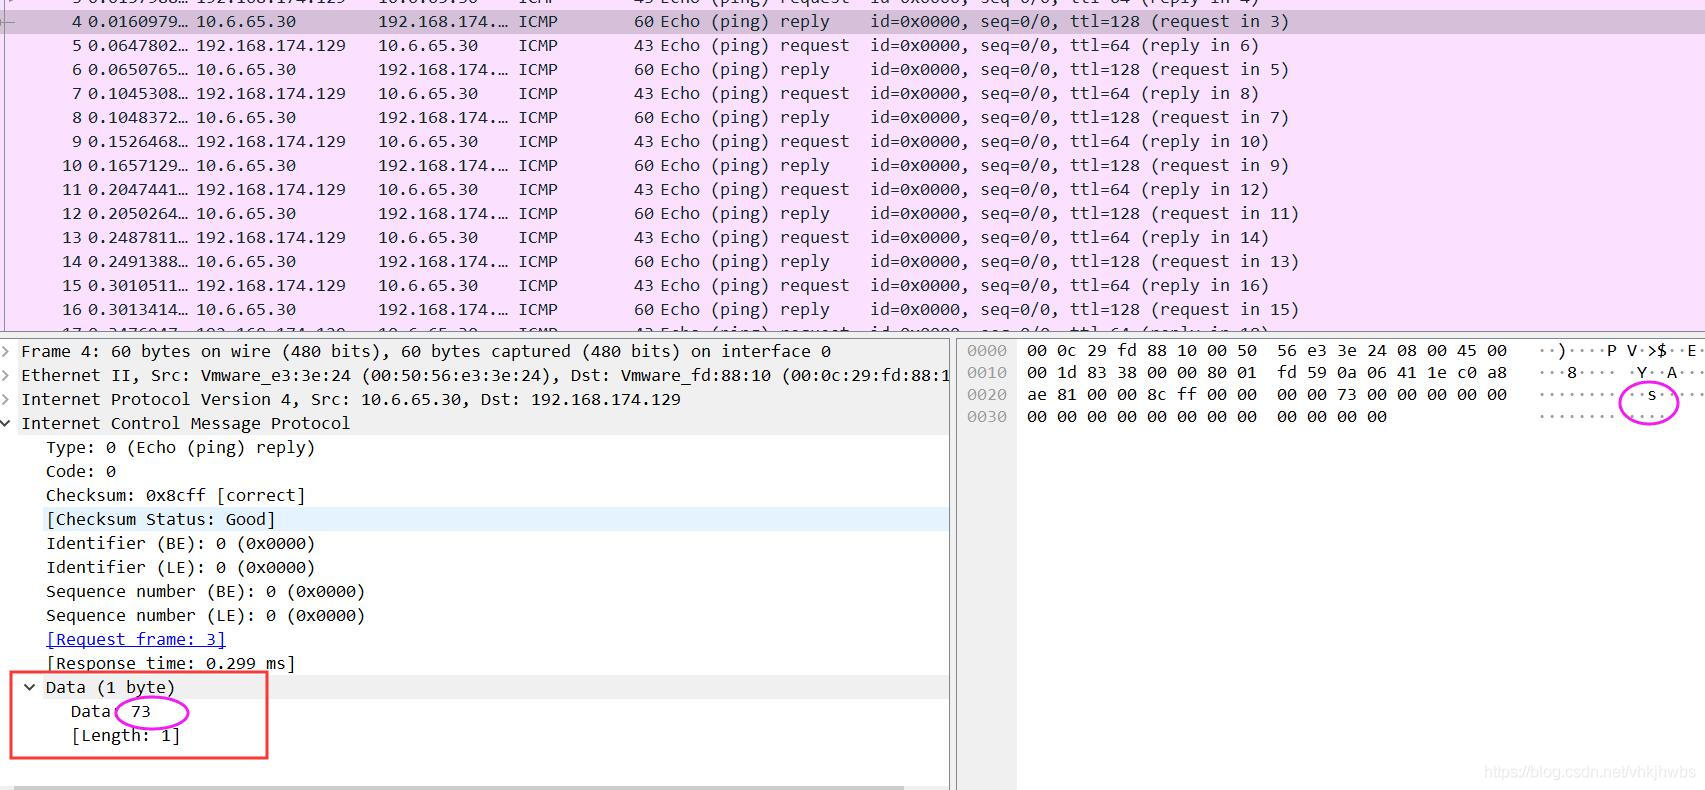 4 0.0160979… 10.6.65.30 192.168.174.… ICMP 60 Echo (ping) reply id=0x0000, seq=0/0, ttl=128 (request in 3)
5 0.0647802… 192.168.174.129 10.6.65.30 ICMP 43 Echo (ping) request id=0x0000, seq=0/0, ttl=64 (reply in 6)
6 0.0650765… 10.6.65.30 192.168.174.… ICMP 60 Echo (ping) reply id=0x0000, seq=0/0, ttl=128 (request in 5)
7 0.1045308… 192.168.174.129 10.6.65.30 ICMP 43 Echo (ping) request id=0x0000, seq=0/0, ttl=64 (reply in 8)
8 0.1048372… 10.6.65.30 192.168.174.… ICMP 60 Echo (ping) reply id=0x0000, seq=0/0, ttl=128 (request in 7)
9 0.1526468… 192.168.174.129 10.6.65.30 ICMP 43 Echo (ping) request id=0x0000, seq=0/0, ttl=64 (reply in 10)
10 0.1657129… 10.6.65.30 192.168.174.… ICMP 60 Echo (ping) reply id=0x0000, seq=0/0, ttl=128 (request in 9)
11 0.2047441… 192.168.174.129 10.6.65.30 ICMP 43 Echo (ping) request id=0x0000, seq=0/0, ttl=64 (reply in 12)
12 0.2050264… 10.6.65.30 192.168.174.… ICMP 60 Echo (ping) reply id=0x0000, seq=0/0, ttl=128 (request in 11)
13 0.2487811… 192.168.174.129 10.6.65.30 ICMP 43 Echo (ping) request id=0x0000, seq=0/0, ttl=64 (reply in 14)
14 0.2491388… 10.6.65.30 192.168.174.… ICMP 60 Echo (ping) reply id=0x0000, seq=0/0, ttl=128 (request in 13)
15 0.3010511… 192.168.174.129 10.6.65.30 ICMP 43 Echo (ping) request id=0x0000, seq=0/0, ttl=64 (reply in 16)
16 0.3013414… 10.6.65.30 192.168.174.… ICMP 60 Echo (ping) reply id=0x0000, seq=0/0, ttl=128 (request in 15)
Frame 4: 60 bytes on wire (480 bits), 60 bytes captured (480 bits) on interface 0
Ethernet II, Src: Vmware_e3:3e:24 (00:50:56:e3:3e:24), Dst: Vmware_fd:88:10 (00:0c:29:fd:88:1
Internet Protocol Version 4, Src: 10.6.65.30, Dst: 192.168.174.129
Internet Control Message Protocol
Type: 0 (Echo (ping) reply)
Code: 0
Checksum: 0x8cff [correct]
[Checksum Status: Good]
Identifier (BE): 0 (0x0000)
Identifier (LE): 0 (0x0000)
Sequence number (BE): 0 (0x0000)
Sequence number (LE): 0 (0x0000)
[Request frame: 3]
[Response time: 0.299 ms]
Data (1 byte)
Data: 73
[Length: 1]
0000 00 0c 29 fd 88 10 00 50 56 e3 3e 24 08 00 45 00 ··)····P V·>$··E·
0010 00 1d 83 38 00 00 80 01 fd 59 0a 06 41 1e c0 a8 ···8···· ·Y··A···
0020 ae 81 00 00 8c ff 00 00 00 00 73 00 00 00 00 00 ········ ··s·····
0030 00 00 00 00 00 00 00 00 00 00 00 00 ········ ····
https://blog.csdn.net/vhkjhwbs